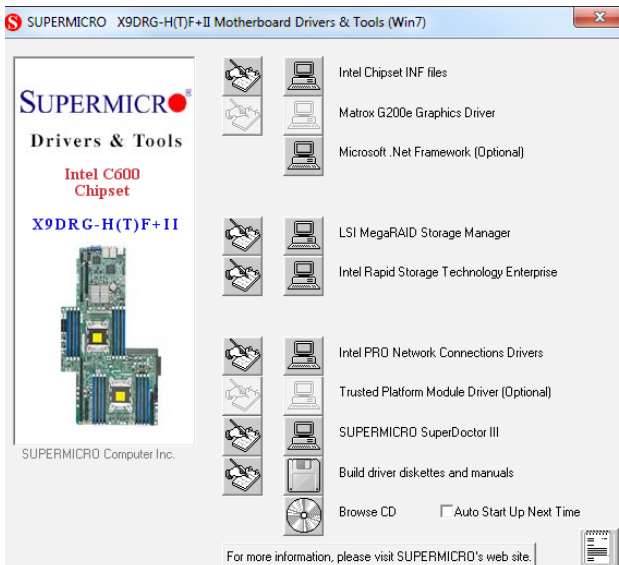 SUPERMICRO X9DRG-H(T)F+II Motherboard Drivers & Tools (Win7)
SUPERMICRO
Drivers & Tools
Intel C600
Chipset
X9DRG-H(T)F+II
SUPERMICRO Computer Inc.
Intel Chipset INF files
Matrox G200e Graphics Driver
Microsoft .Net Framework (Optional)
LSI MegaRAID Storage Manager
Intel Rapid Storage Technology Enterprise
Intel PRO Network Connections Drivers
Trusted Platform Module Driver (Optional)
SUPERMICRO SuperDoctor III
Build driver diskettes and manuals
Browse CD Auto Start Up Next Time
For more information, please visit SUPERMICRO's web site.